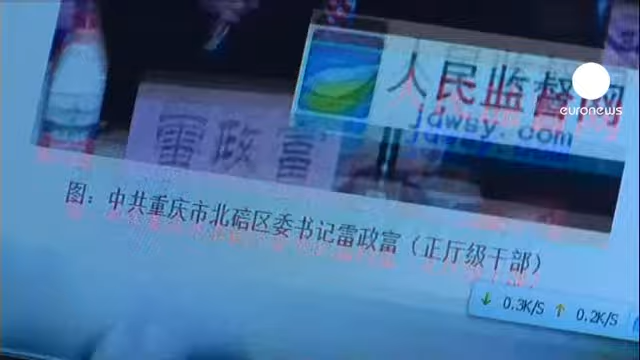 人民监督网
jdwsy.com
euronews
雷政富
图：中共重庆市北碚区委书记雷政富（正厅级干部）
0.3K/S 0.2K/S